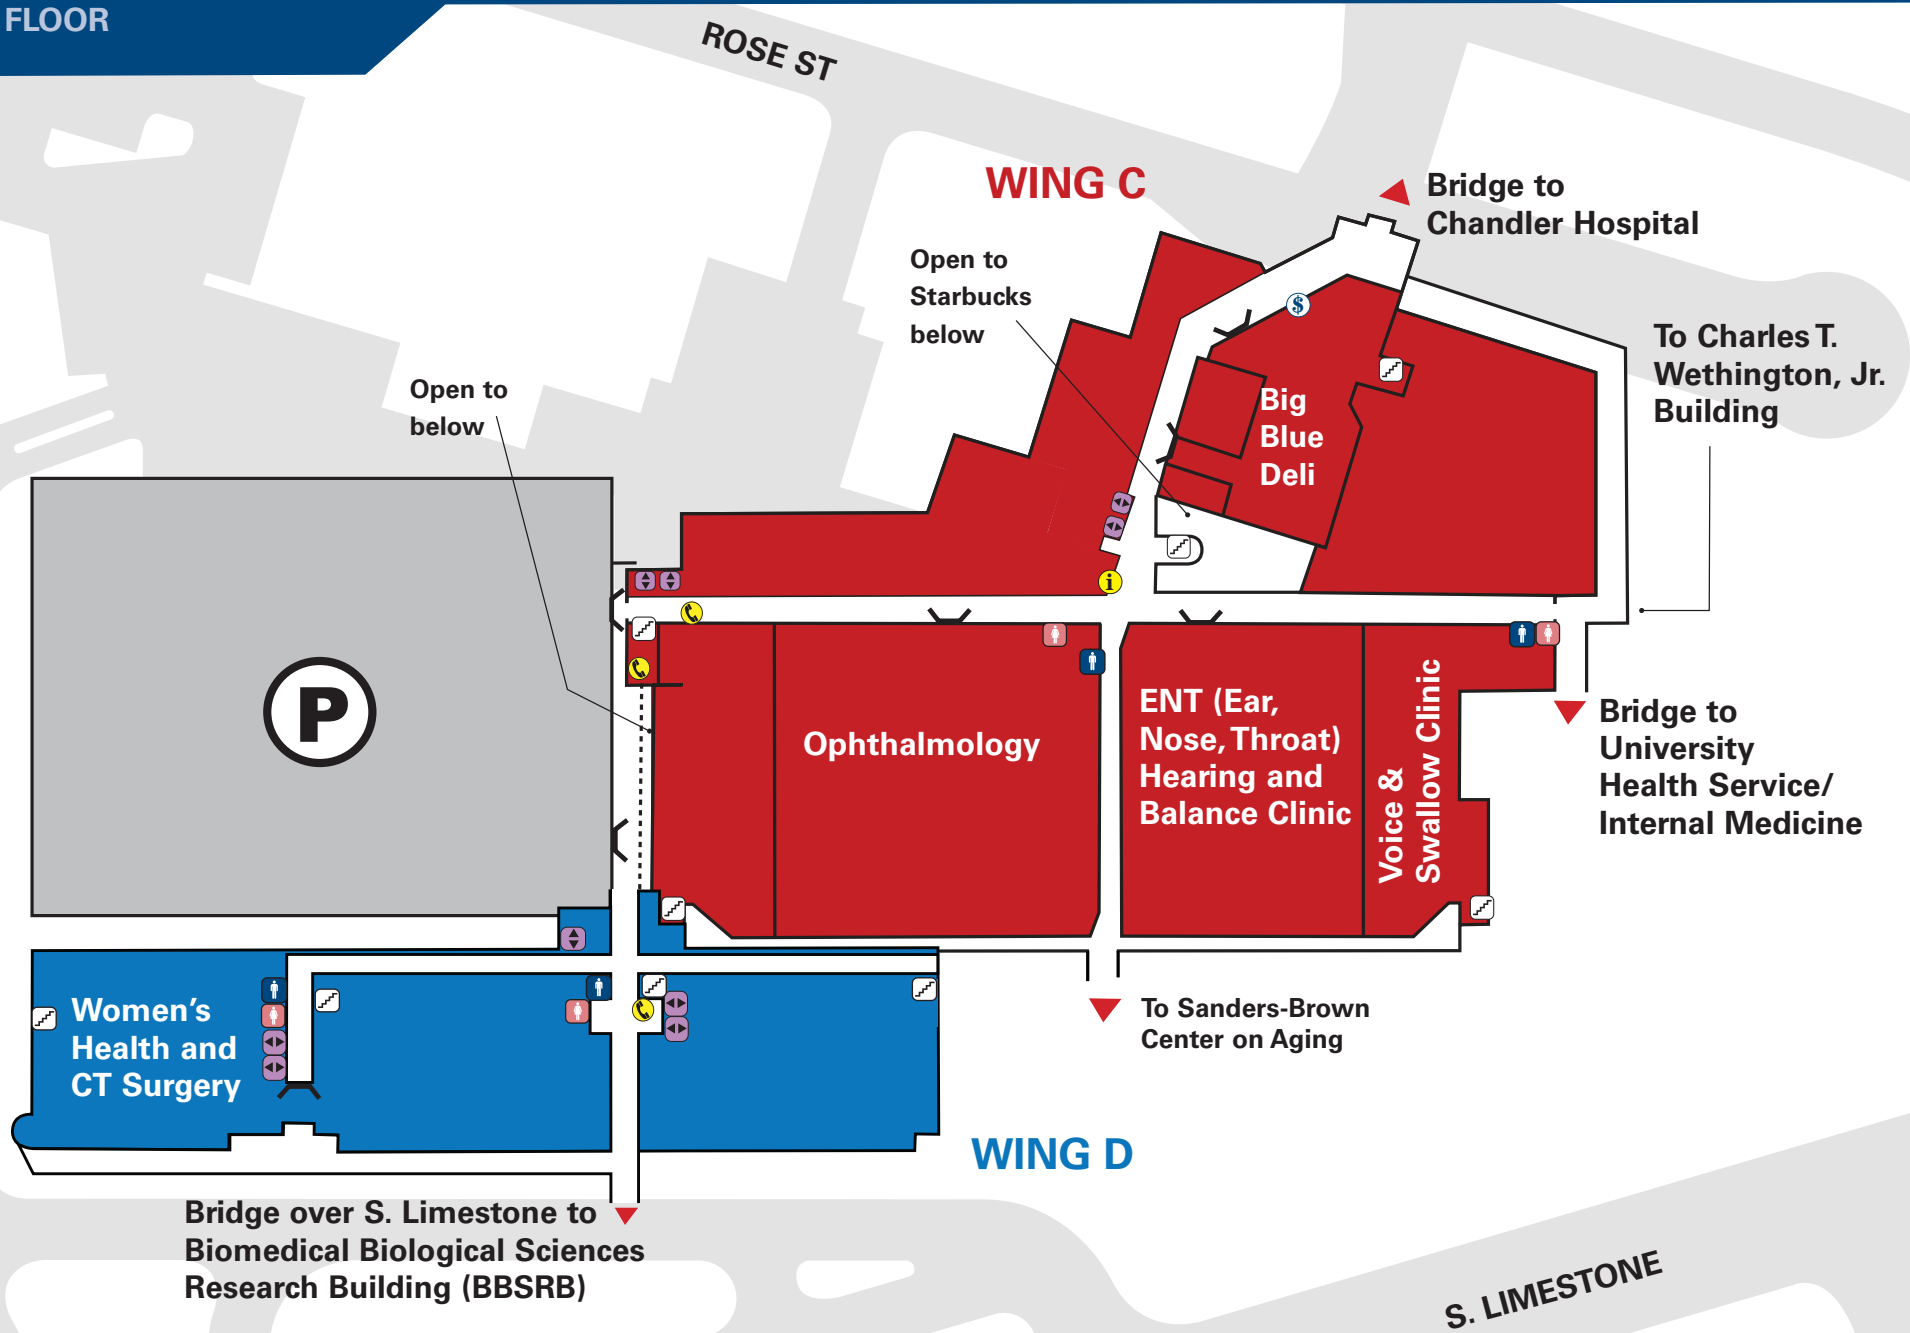 FLOOR
ROSE ST
WING C
Bridge to
Chandler Hospital
Open to
Starbucks
below
To Charles T.
Wethington, Jr.
Building
Open to
below
$
Big
Blue
Deli
i
P
Ophthalmology
ENT (Ear,
Nose, Throat)
Hearing and
Balance Clinic
Voice &
Swallow Clinic
Bridge to
University
Health Service/
Internal Medicine
Women's
Health and
CT Surgery
To Sanders-Brown
Center on Aging
WING D
Bridge over S. Limestone to
Biomedical Biological Sciences
Research Building (BBSRB)
S. LIMESTONE